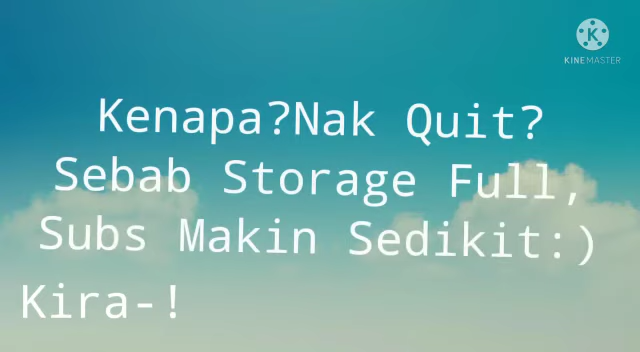 KINEMASTER
Kenapa?Nak Quit?
Sebab Storage Full,
Subs Makin Sedikit:)
Kira-!